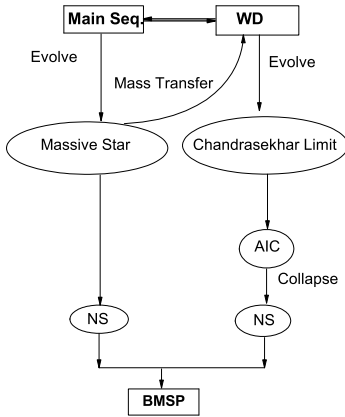 Main Seq.
WD
Evolve
Evolve
Mass Transfer
Massive Star
Chandrasekhar Limit
AIC
Collapse
NS
NS
BMSP